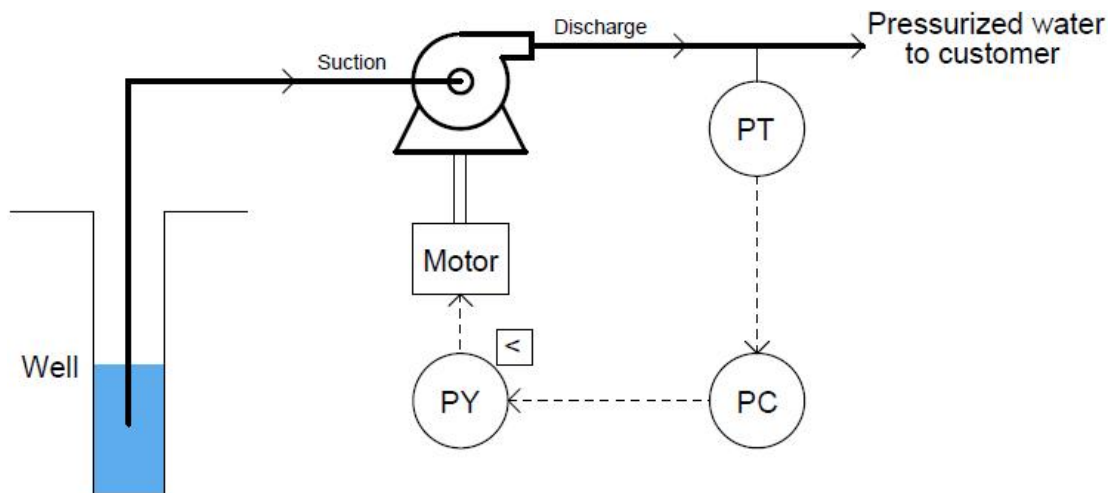 Pressurized water
to customer
Discharge
Suction
PT
Motor
<
Well
PY
PC